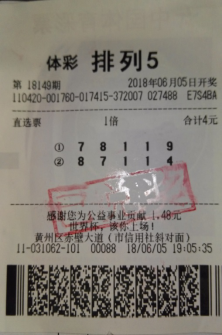 体彩 排列5
第 18149期 2018年06月05日开奖
110420-001760-017415-372007 027488 E7S4BA
直选票 1倍 合计4元
① 7 8 1 1 9
② 8 7 1 1 4
感谢您为公益事业贡献 1.48元
世界杯，该你上场！
黄州区赤壁大道（市信用社斜对面）
11-031062-101 00088 18/06/05 19:05:35